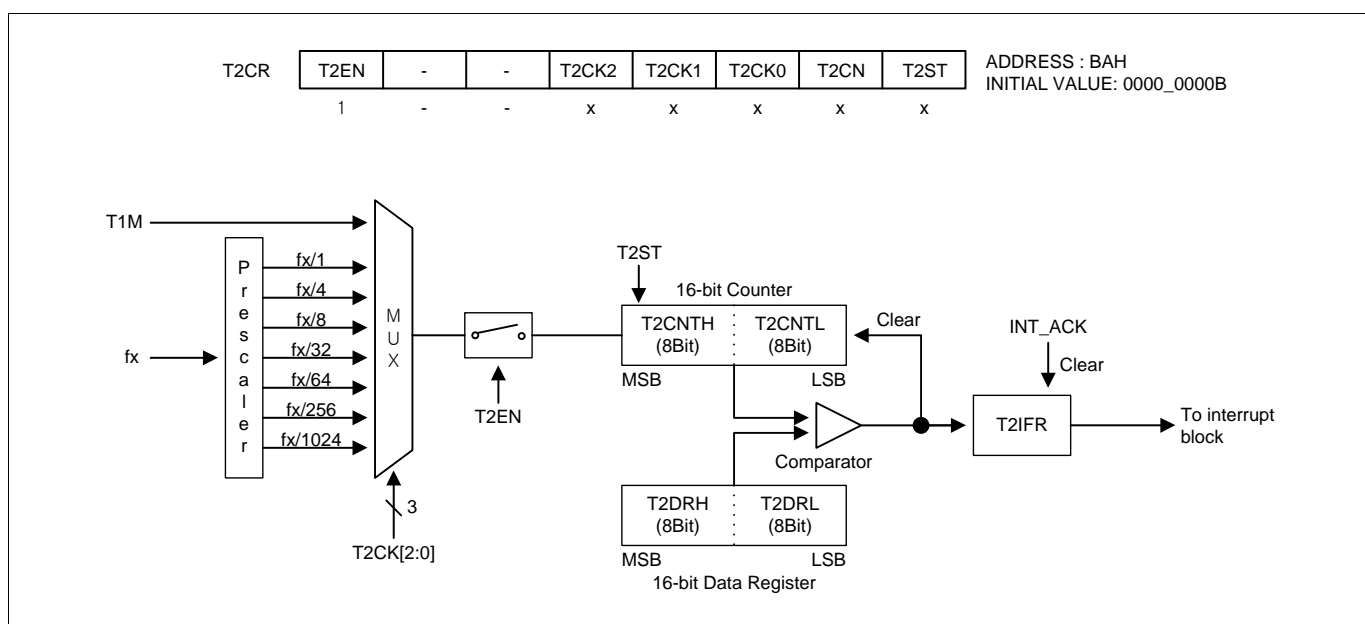 T2CR T2EN - - T2CK2 T2CK1 T2CK0 T2CN T2ST ADDRESS : BAH
INITIAL VALUE: 0000_0000B
1 - - x x x x x
T1M
Prescaler
fx/1
fx/4
fx/8
fx/32
fx/64
fx/256
fx/1024
fx
MUX
3
T2CK[2:0]
T2EN
T2ST
16-bit Counter
T2CNTH
(8Bit)
T2CNTL
(8Bit)
MSB LSB
Clear
Comparator
T2DRH
(8Bit)
T2DRL
(8Bit)
MSB LSB
16-bit Data Register
INT_ACK
Clear
T2IFR
To interrupt
block